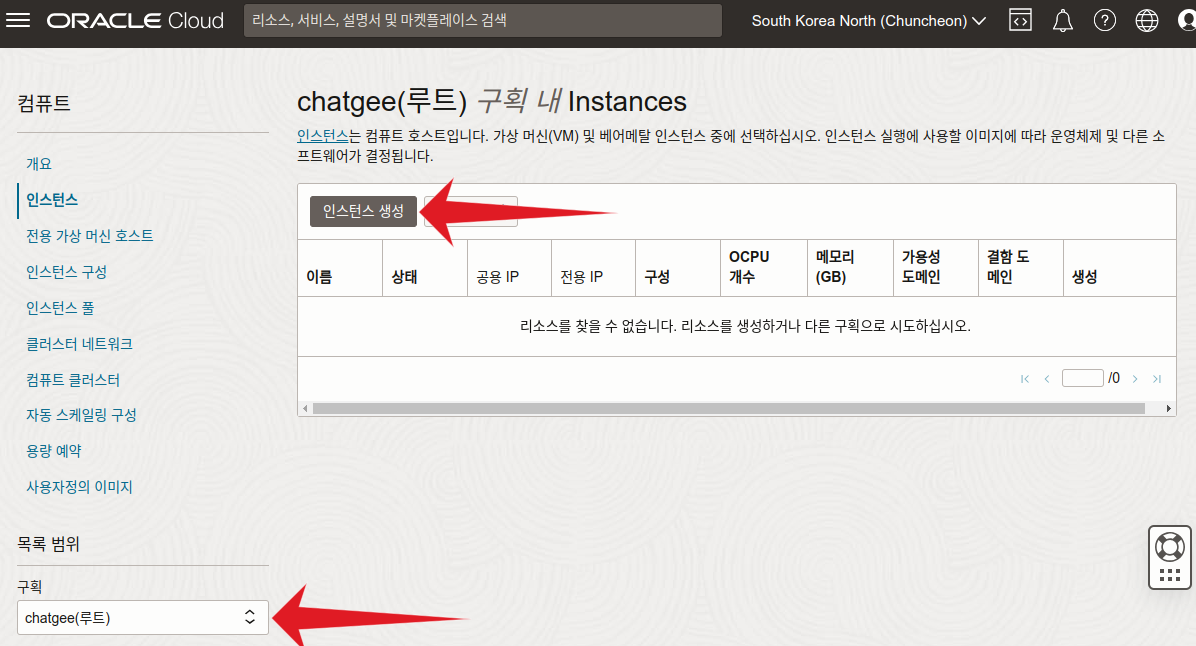 ORACLE Cloud
리소스, 서비스, 설명서 및 마켓플레이스 검색
South Korea North (Chuncheon)
컴퓨트
개요
인스턴스
전용 가상 머신 호스트
인스턴스 구성
인스턴스 풀
클러스터 네트워크
컴퓨트 클러스터
자동 스케일링 구성
용량 예약
사용자정의 이미지
목록 범위
구획
chatgee(루트)
chatgee(루트) 구획 내 Instances
인스턴스는 컴퓨트 호스트입니다. 가상 머신(VM) 및 베어메탈 인스턴스 중에 선택하십시오. 인스턴스 실행에 사용할 이미지에 따라 운영체제 및 다른 소
프트웨어가 결정됩니다.
인스턴스 생성
이름 상태 공용 IP 전용 IP 구성 OCPU 개수 메모리 (GB) 가용성 도메인 결함 도메인 생성
리소스를 찾을 수 없습니다. 리소스를 생성하거나 다른 구획으로 시도하십시오.
/0